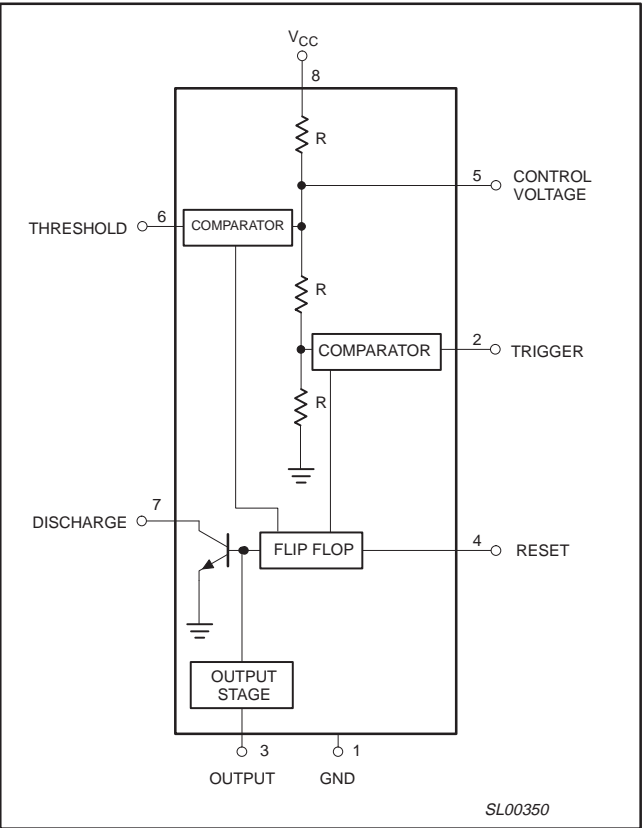 VCC
8
R
5
CONTROL
VOLTAGE
6
THRESHOLD
COMPARATOR
R
COMPARATOR
2
TRIGGER
R
7
DISCHARGE
FLIP FLOP
4
RESET
OUTPUT
STAGE
3
1
OUTPUT
GND
SL00350